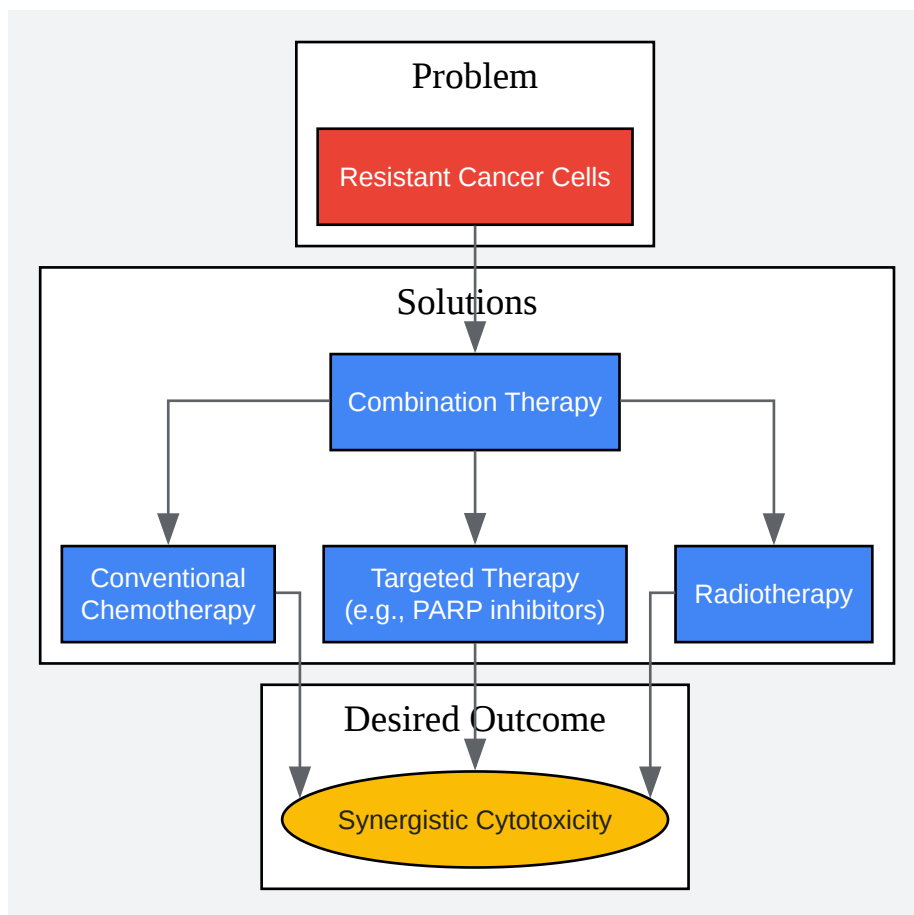 Problem
Resistant Cancer Cells
Solutions
Combination Therapy
Conventional
Chemotherapy
Targeted Therapy
(e.g., PARP inhibitors)
Radiotherapy
Desired Outcome
Synergistic Cytotoxicity